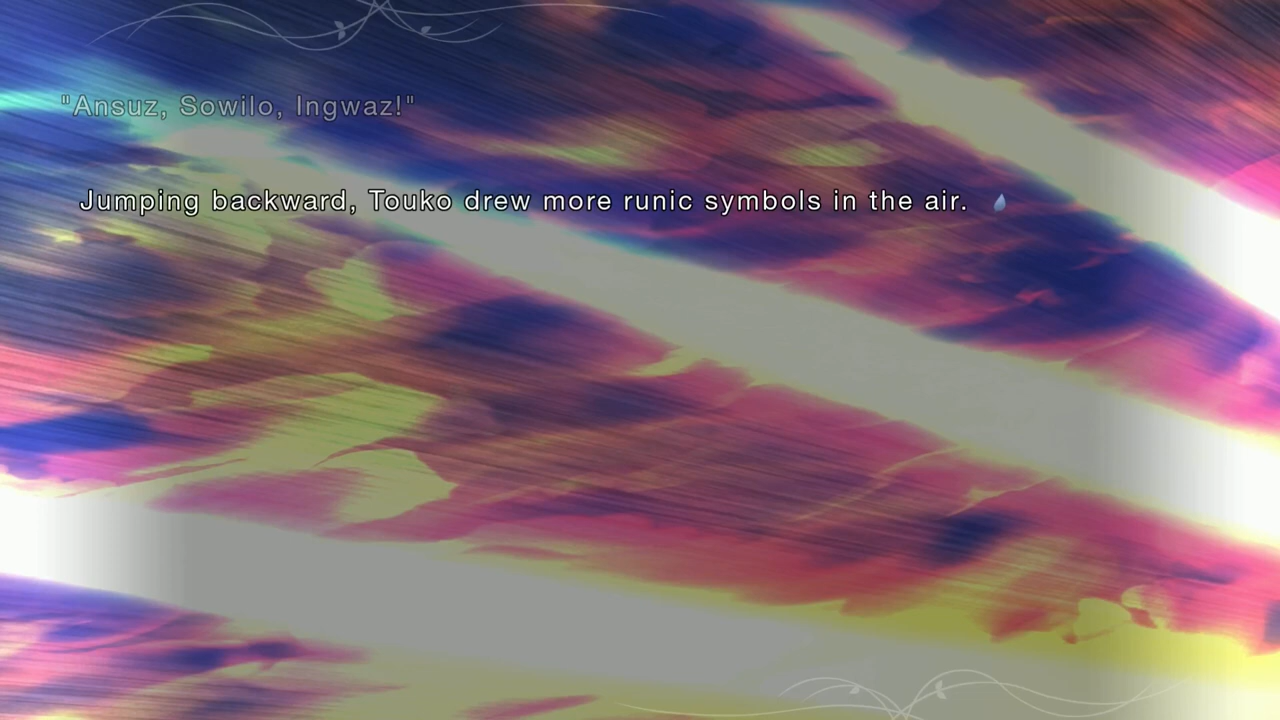 "Ansuz, Sowilo, Ingwaz!"
Jumping backward, Touko drew more runic symbols in the air.